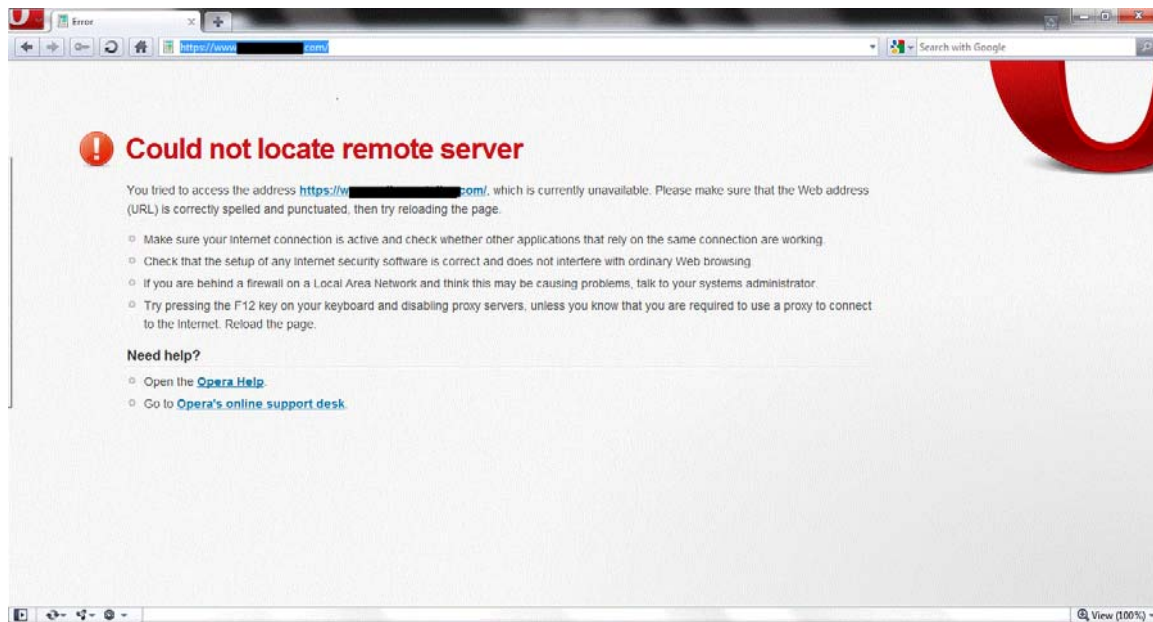 Error
https://www com/
Search with Google
Could not locate remote server
You tried to access the address https://w com/, which is currently unavailable. Please make sure that the Web address
(URL) is correctly spelled and punctuated, then try reloading the page.
Make sure your Internet connection is active and check whether other applications that rely on the same connection are working.
Check that the setup of any Internet security software is correct and does not interfere with ordinary Web browsing.
If you are behind a firewall on a Local Area Network and think this may be causing problems, talk to your systems administrator.
Try pressing the F12 key on your keyboard and disabling proxy servers, unless you know that you are required to use a proxy to connect
to the Internet. Reload the page.
Need help?
Open the Opera Help.
Go to Opera's online support desk.
View (100%)